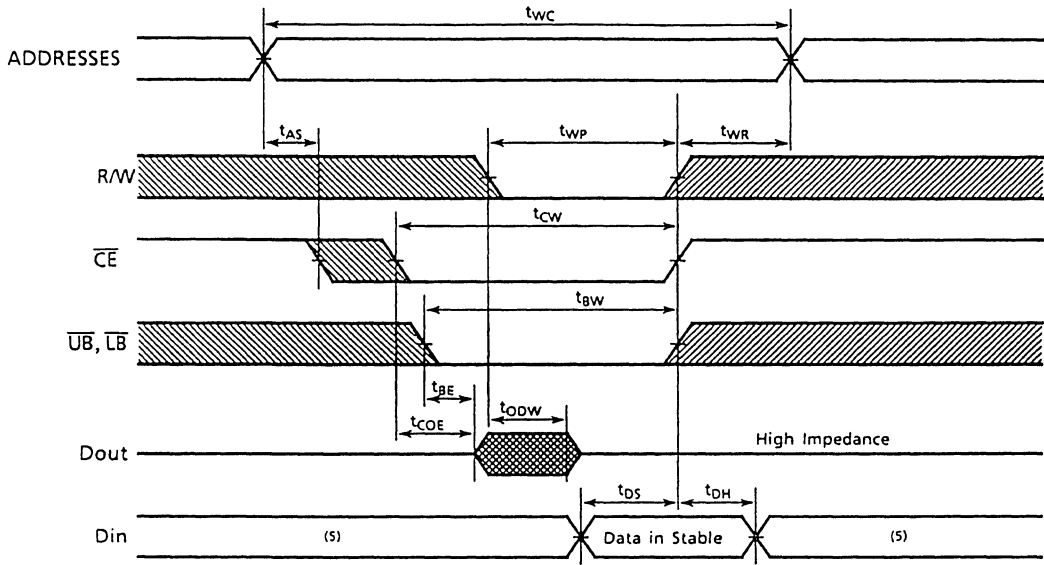 tWC
ADDRESSES
tAS
tWP
tWR
R/W
tCW
CE
tBW
UB, LB
tBE
tCOE
tODW
Dout
High Impedance
tDS
tDH
Din
(5)
Data in Stable
(5)